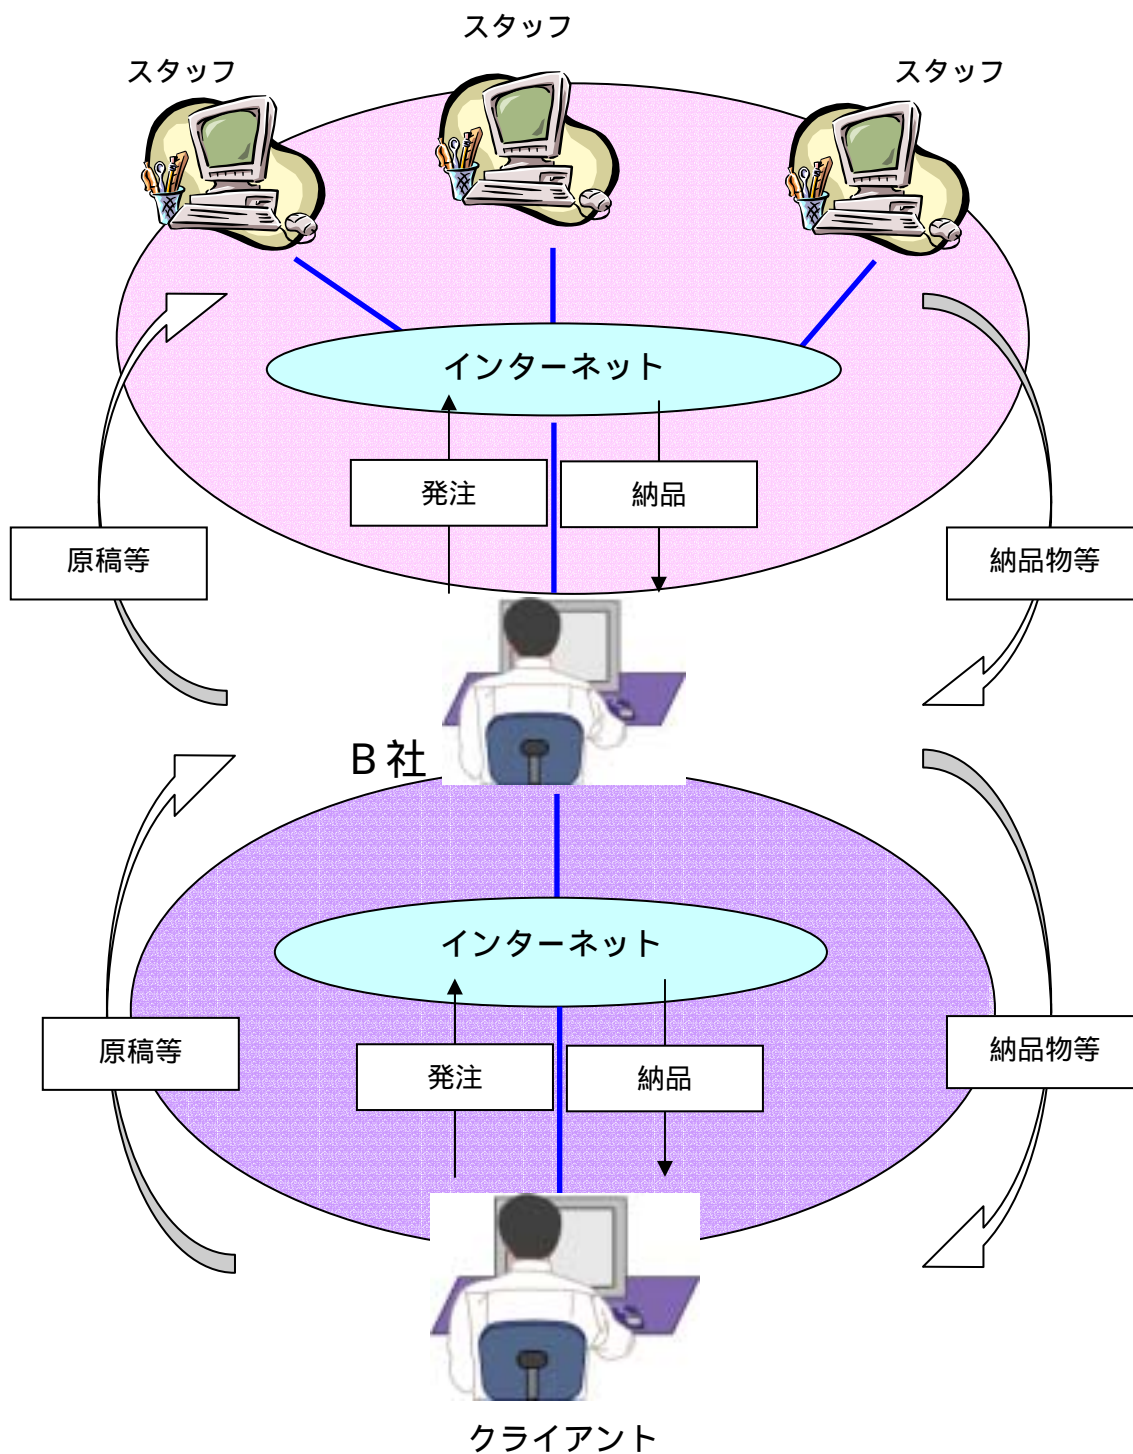 スタッフ
スタッフ
スタッフ
インターネット
発注
納品
原稿等
納品物等
B社
インターネット
原稿等
発注
納品
納品物等
クライアント